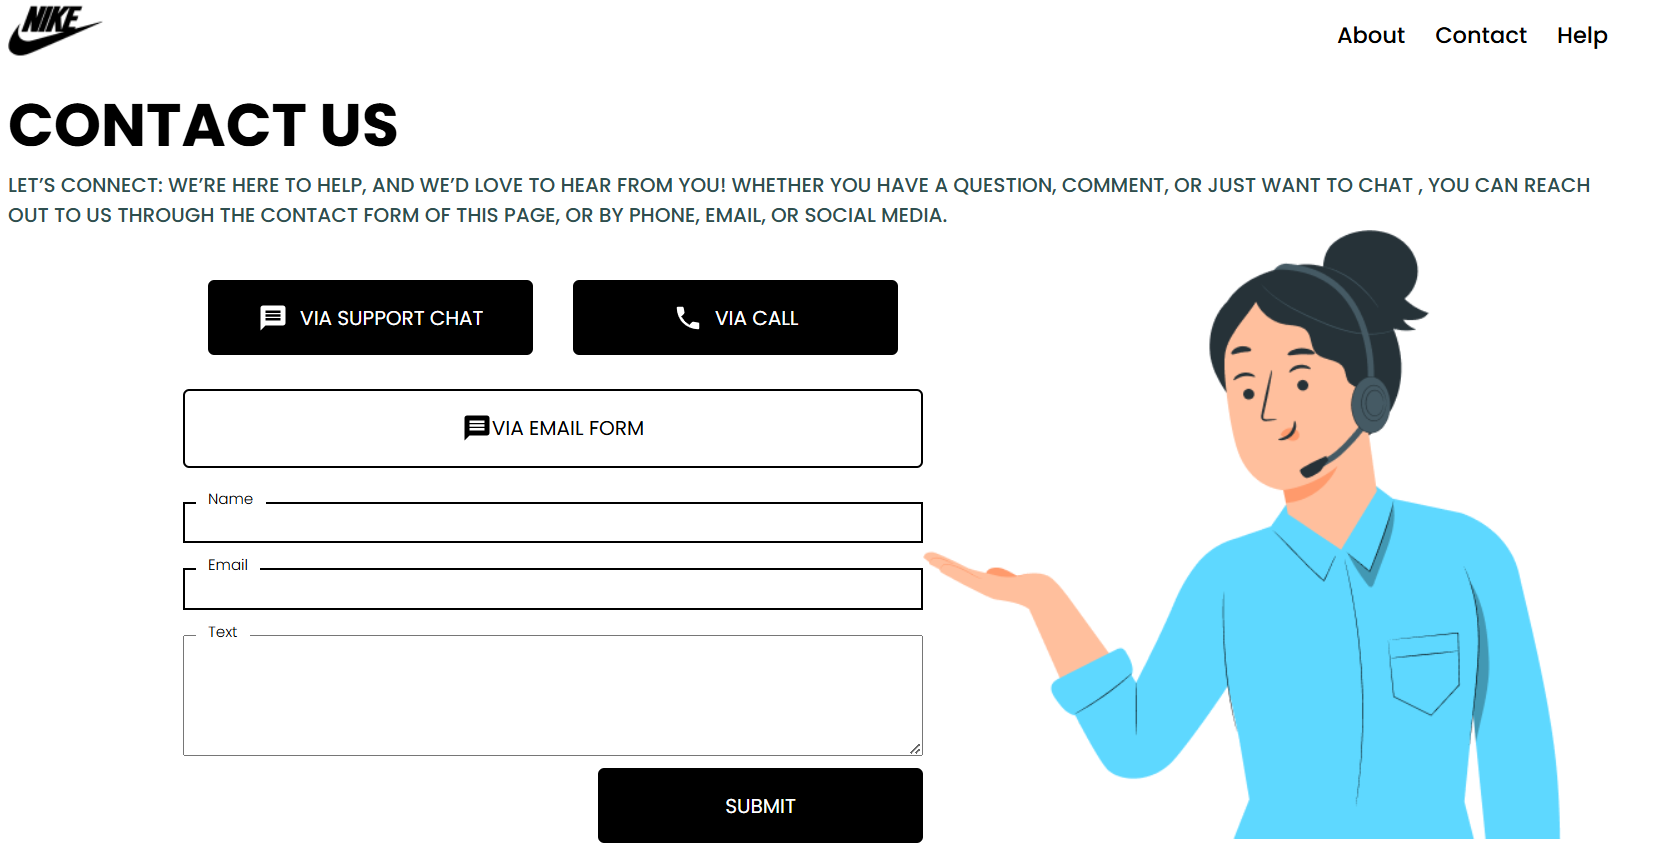 NIKE
About Contact Help
CONTACT US
LET’S CONNECT: WE’RE HERE TO HELP, AND WE’D LOVE TO HEAR FROM YOU! WHETHER YOU HAVE A QUESTION, COMMENT, OR JUST WANT TO CHAT , YOU CAN REACH
OUT TO US THROUGH THE CONTACT FORM OF THIS PAGE, OR BY PHONE, EMAIL, OR SOCIAL MEDIA.
VIA SUPPORT CHAT VIA CALL
VIA EMAIL FORM
Name
Email
Text
SUBMIT